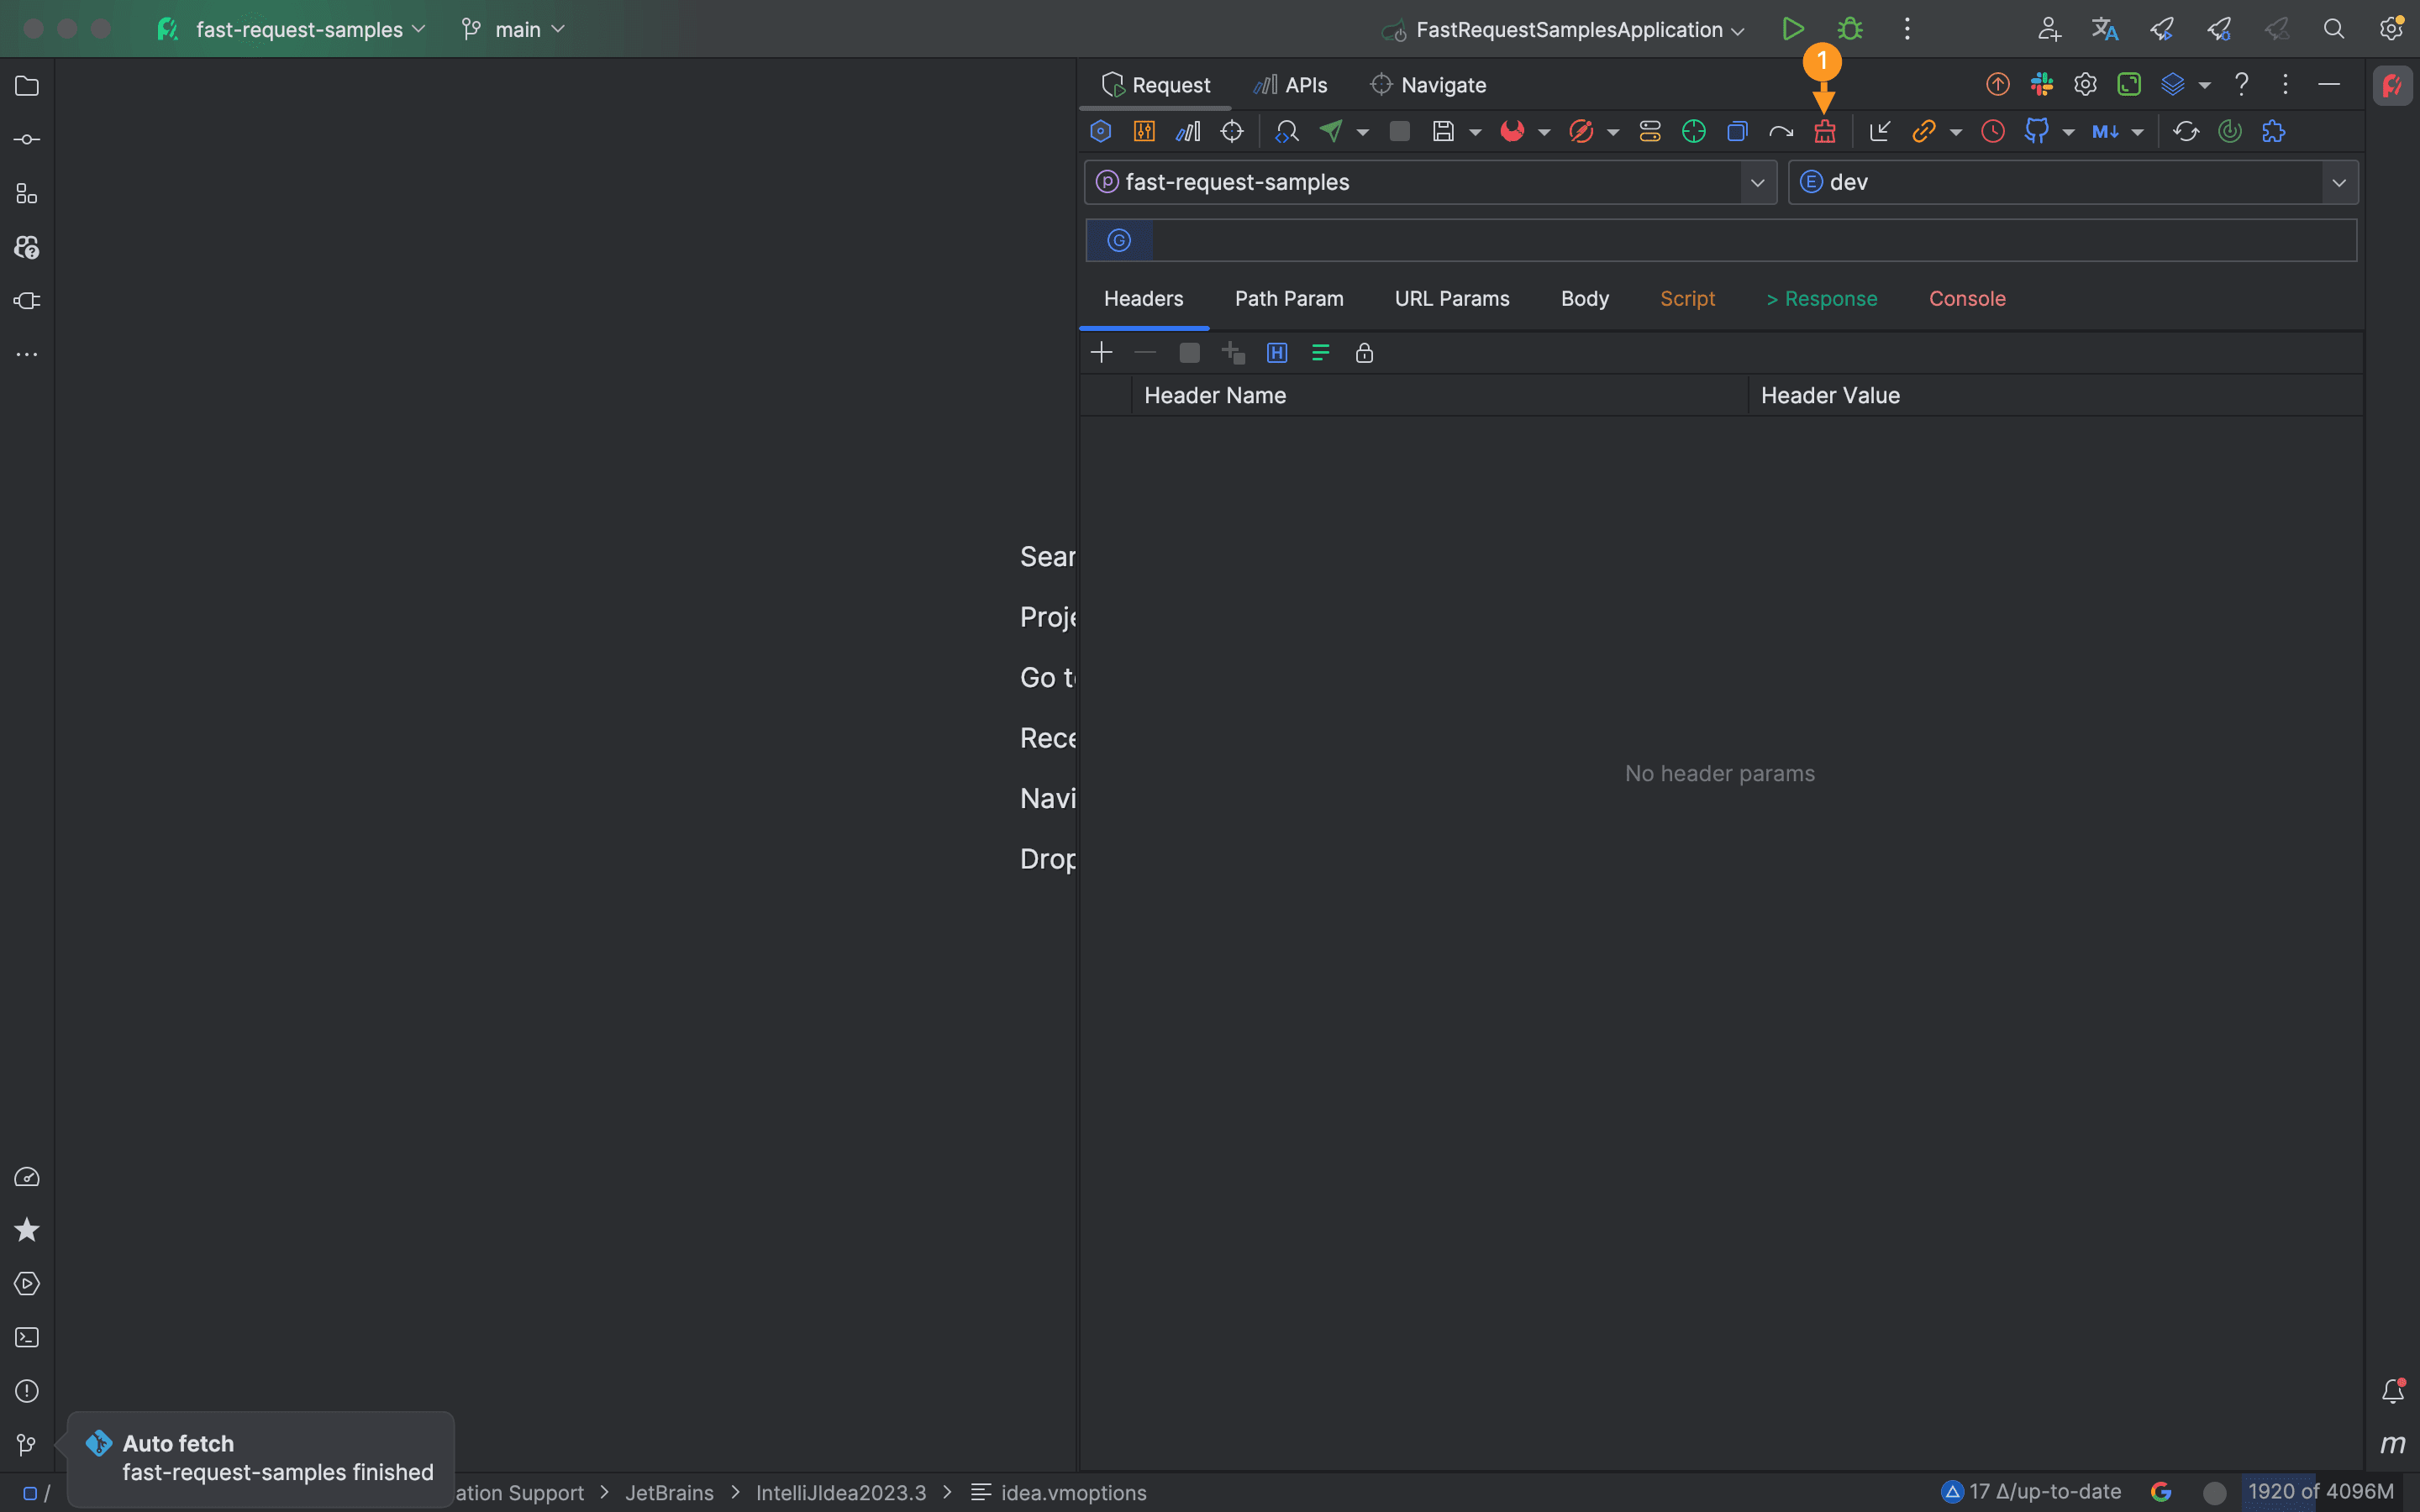 fast-request-samples
main
FastRequestSamplesApplication
1
Request
APIs
Navigate
M↓
P fast-request-samples
E dev
G
Headers
Path Param
URL Params
Body
Script
> Response
Console
H
Header Name
Header Value
Sear
Proje
Go t
Rece
Navi
Drop
No header params
Auto fetch
fast-request-samples finished
/
ation Support > JetBrains > IntelliJIdea2023.3 > idea.vmoptions
17 Δ/up-to-date
1920 of 4096M
m